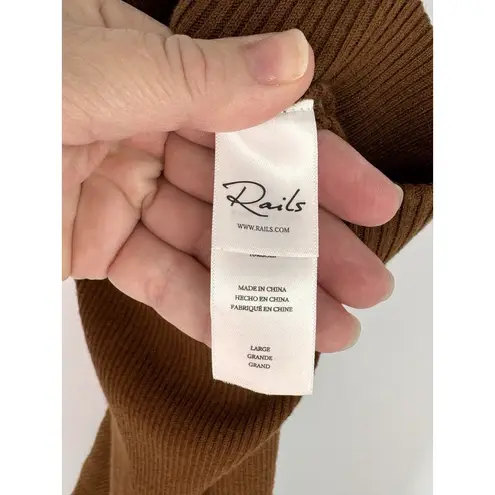 Rails
WWW.RAILS.COM
MADE IN CHINA
HECHO EN CHINA
FABRIQUÉ EN CHINE
LARGE
GRANDE
GRAND